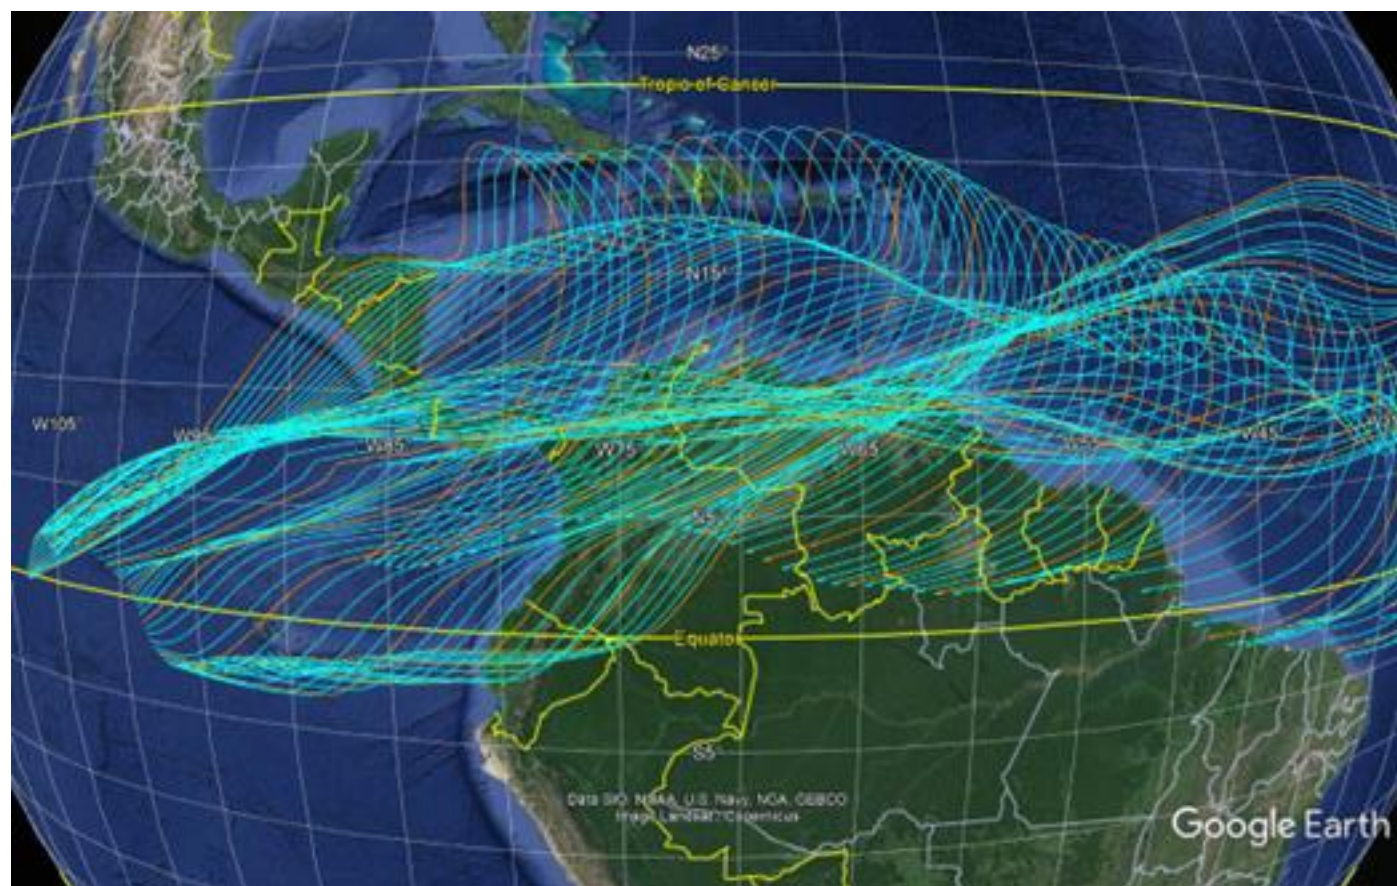 N25°
Tropic of Cancer
N15°
W105°
W95°
W85°
W75°
W65°
W55°
W45°
N5°
Equator
S5°
Data SIO, NOAA, U.S. Navy, NGA, GEBCO
Image Landsat / Copernicus
Google Earth